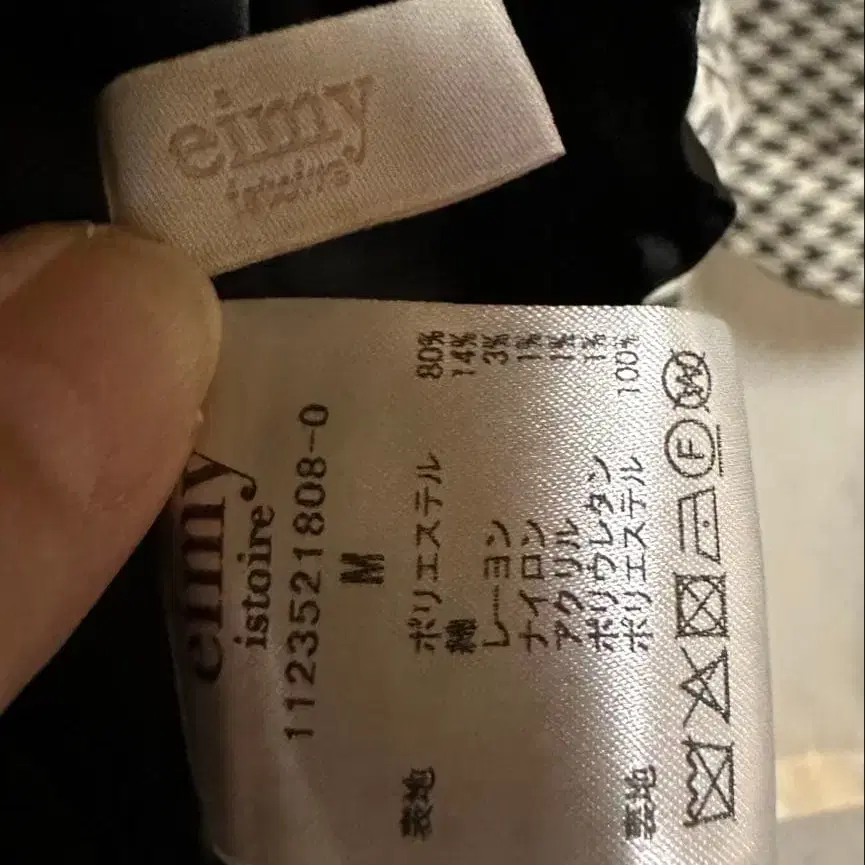 eimy
istoire
eimy
istoire
1123521808-0
M
表地 ポリエステル 80%
綿 14%
レーヨン 3%
ナイロン 1%
アクリル 1%
ポリウレタン 1%
裏地 ポリエステル 100%
F
W